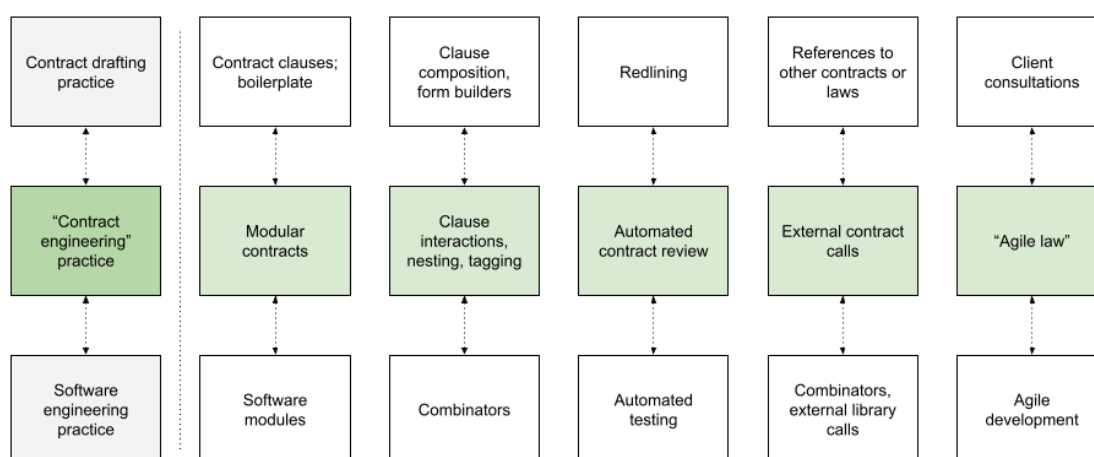 Contract drafting
practice
Contract clauses;
boilerplate
Clause
composition,
form builders
Redlining
References to
other contracts or
laws
Client
consultations
“Contract
engineering”
practice
Modular
contracts
Clause
interactions,
nesting, tagging
Automated
contract review
External contract
calls
“Agile law”
Software
engineering
practice
Software
modules
Combinators
Automated
testing
Combinators,
external library
calls
Agile
development